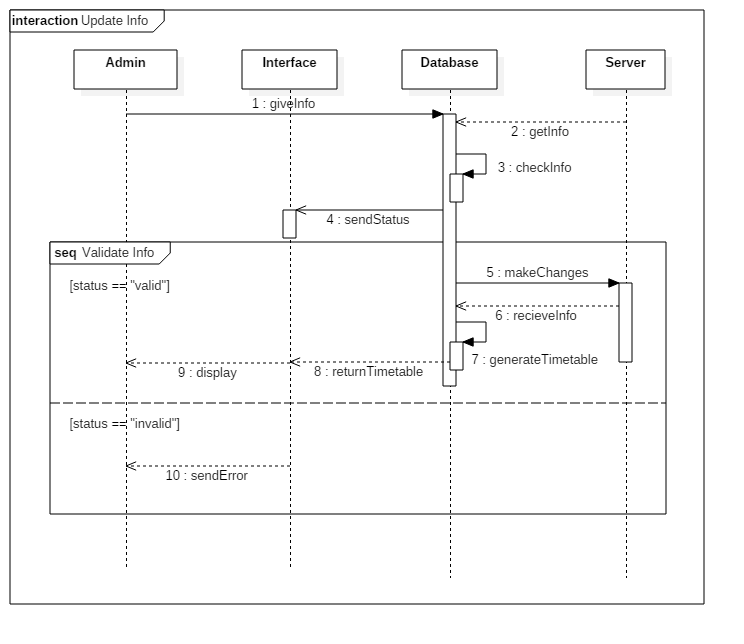 interaction Update Info
Admin
Interface
Database
Server
1 : giveInfo
2 : getInfo
3 : checkInfo
4 : sendStatus
seq Validate Info
5 : makeChanges
[status == "valid"]
6 : recieveInfo
7 : generateTimetable
8 : returnTimetable
9 : display
[status == "invalid"]
10 : sendError